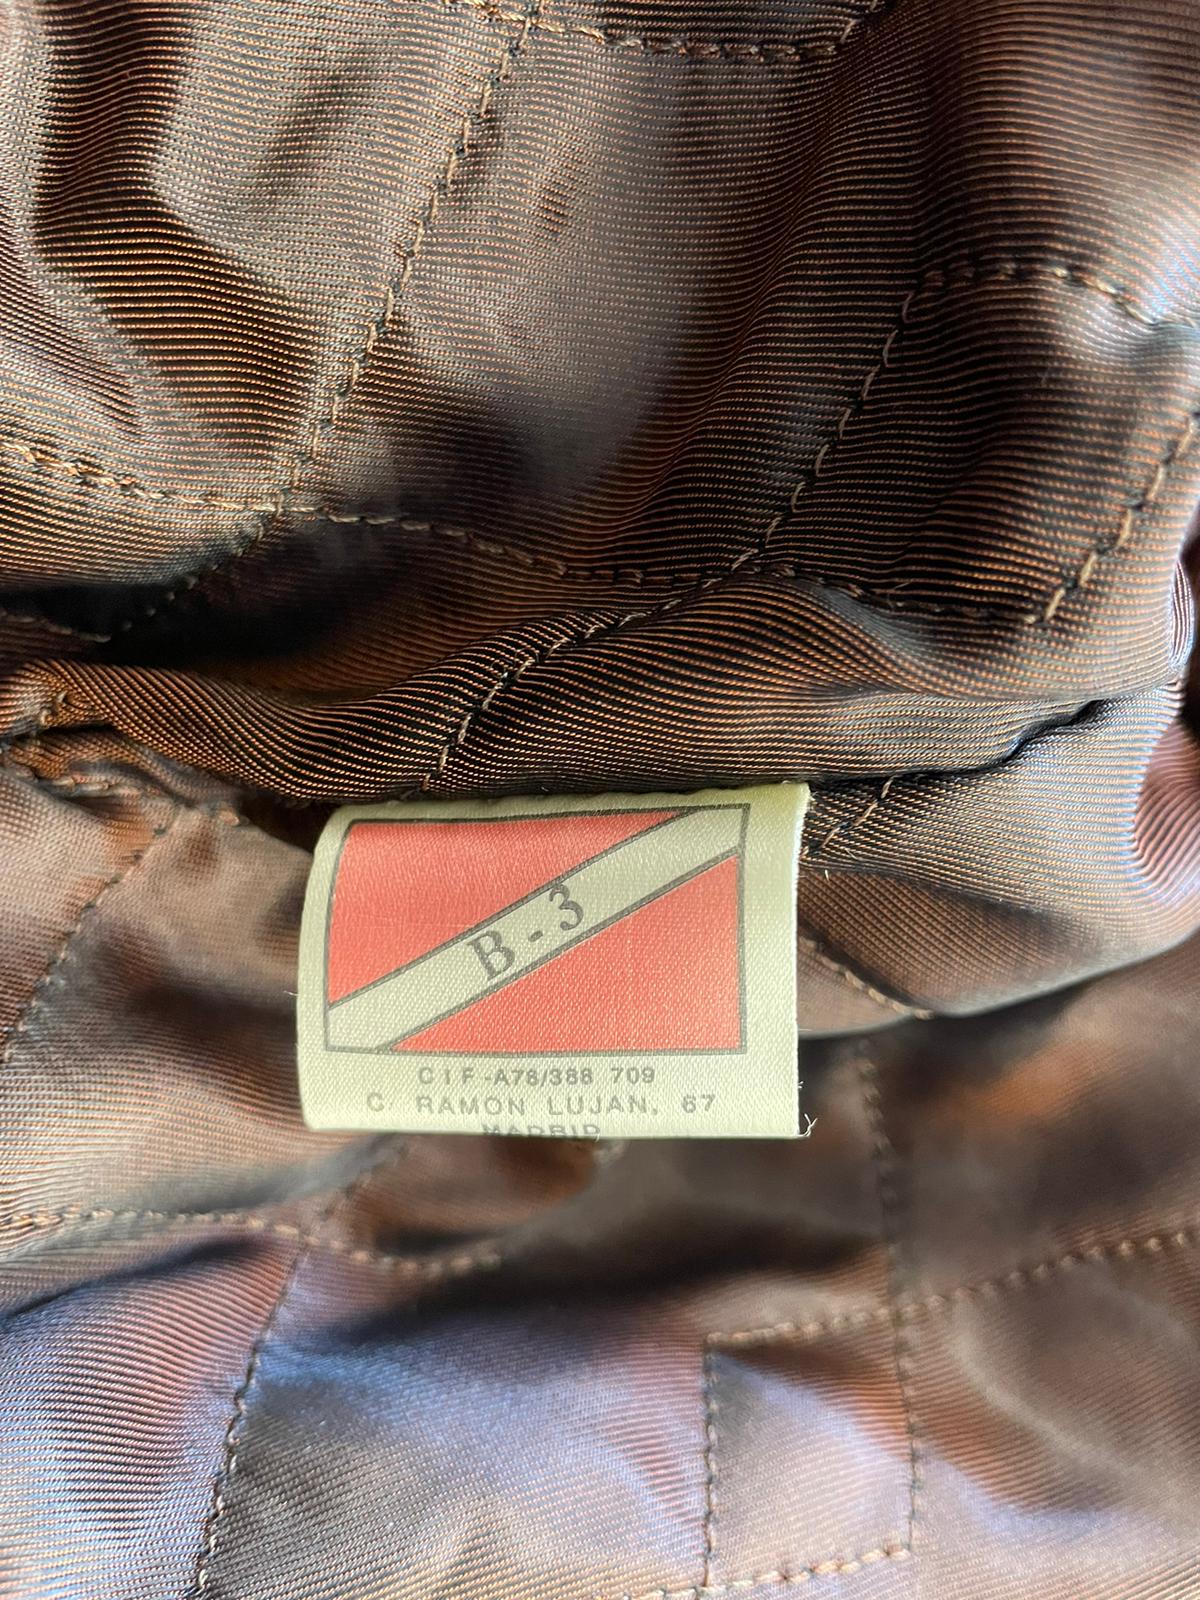 B-3
CIF-A78/388 709
C. RAMON LUJAN, 67
MADRID